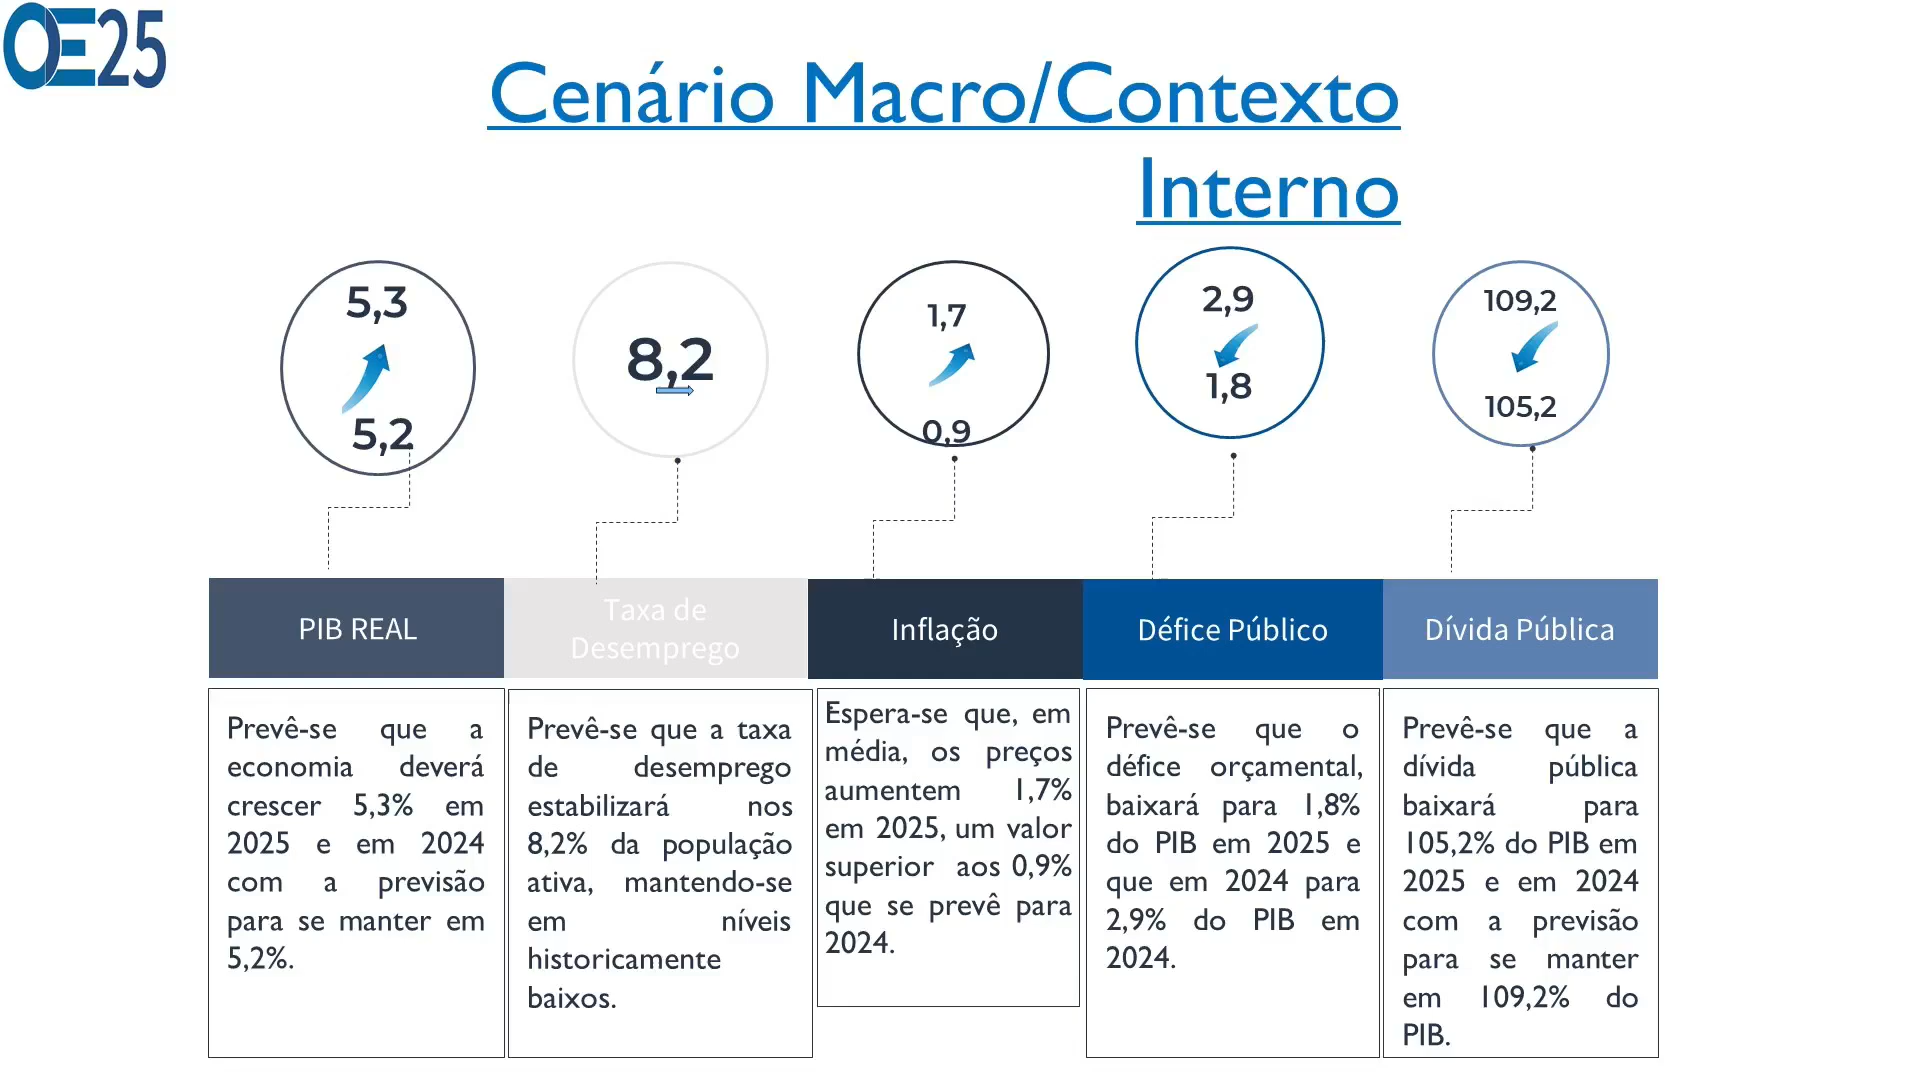 OE25
Cenário Macro/Contexto
Interno
5,3
5,2
8,2
1,7
0,9
2,9
1,8
109,2
105,2
PIB REAL
Taxa de
Desemprego
Inflação
Défice Público
Dívida Pública
Prevê-se que a
economia deverá
crescer 5,3% em
2025 e em 2024
com a previsão
para se manter em
5,2%.
Prevê-se que a taxa
de desemprego
estabilizará nos
8,2% da população
ativa, mantendo-se
em níveis
historicamente
baixos.
Espera-se que, em
média, os preços
aumentem 1,7%
em 2025, um valor
superior aos 0,9%
que se prevê para
2024.
Prevê-se que o
défice orçamental,
baixará para 1,8%
do PIB em 2025 e
que em 2024 para
2,9% do PIB em
2024.
Prevê-se que a
dívida pública
baixará para
105,2% do PIB em
2025 e em 2024
com a previsão
para se manter
em 109,2% do
PIB.